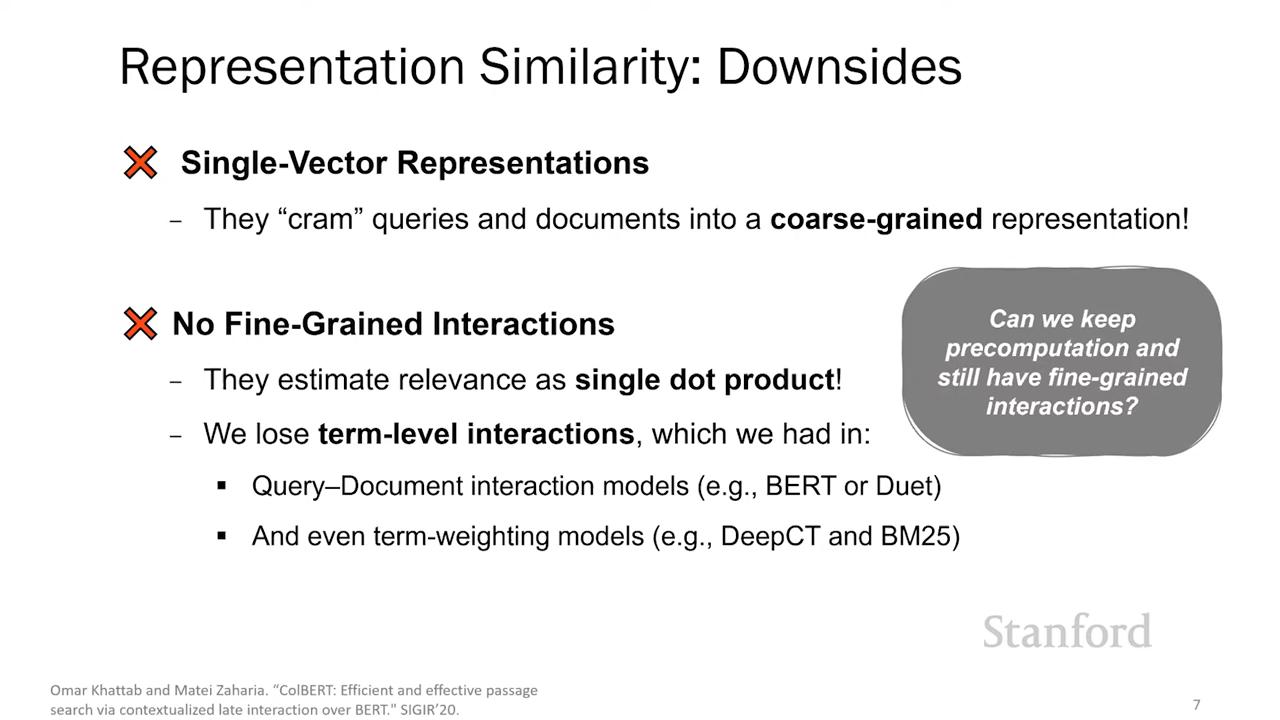 Representation Similarity: Downsides
Single-Vector Representations
– They “cram” queries and documents into a coarse-grained representation!
No Fine-Grained Interactions
– They estimate relevance as single dot product!
– We lose term-level interactions, which we had in:
▪ Query–Document interaction models (e.g., BERT or Duet)
▪ And even term-weighting models (e.g., DeepCT and BM25)
Can we keep
precomputation and
still have fine-grained
interactions?
Stanford
Omar Khattab and Matei Zaharia. “ColBERT: Efficient and effective passage
search via contextualized late interaction over BERT." SIGIR’20.
7